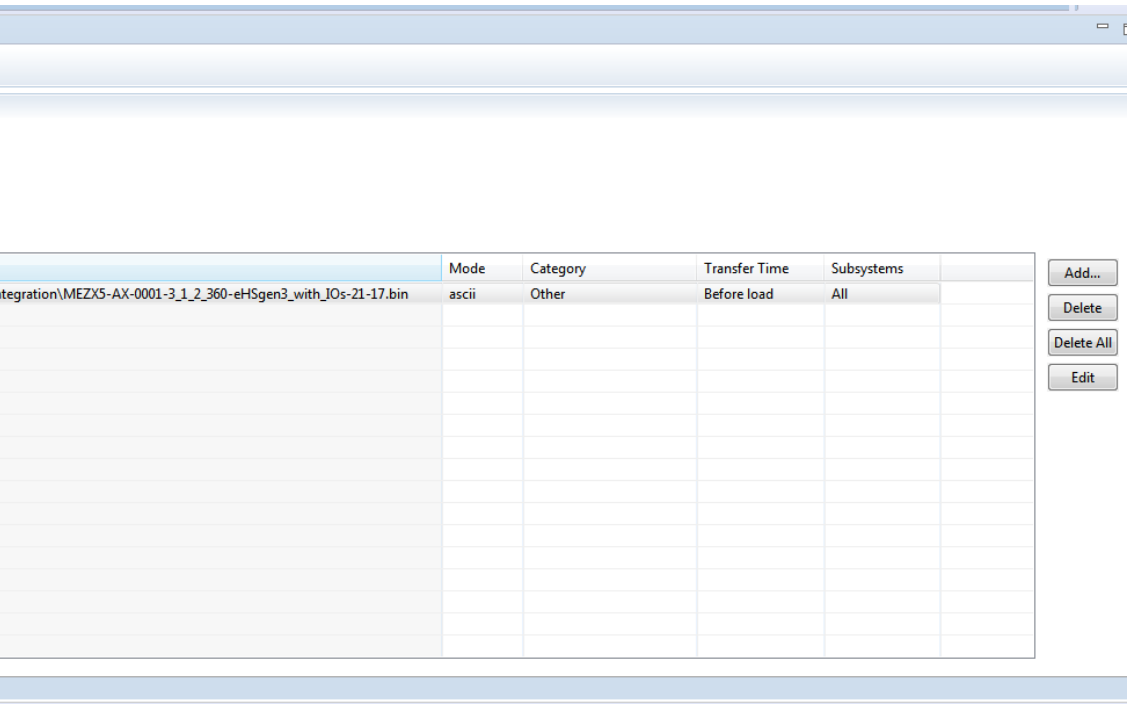 Mode Category Transfer Time Subsystems
ntegration\MEZX5-AX-0001-3_1_2_360-eHSgen3_with_IOs-21-17.bin ascii Other Before load All
Add...
Delete
Delete All
Edit